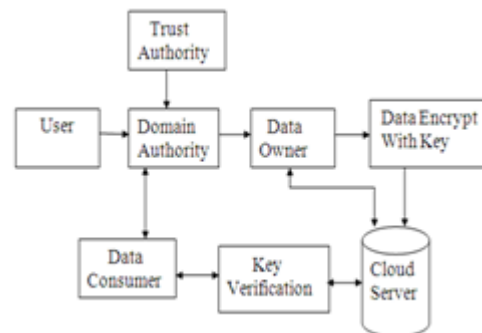 Trust
Authority
User
Domain
Authority
Data
Owner
Data Encrypt
With Key
Data
Consumer
Key
Verification
Cloud
Server